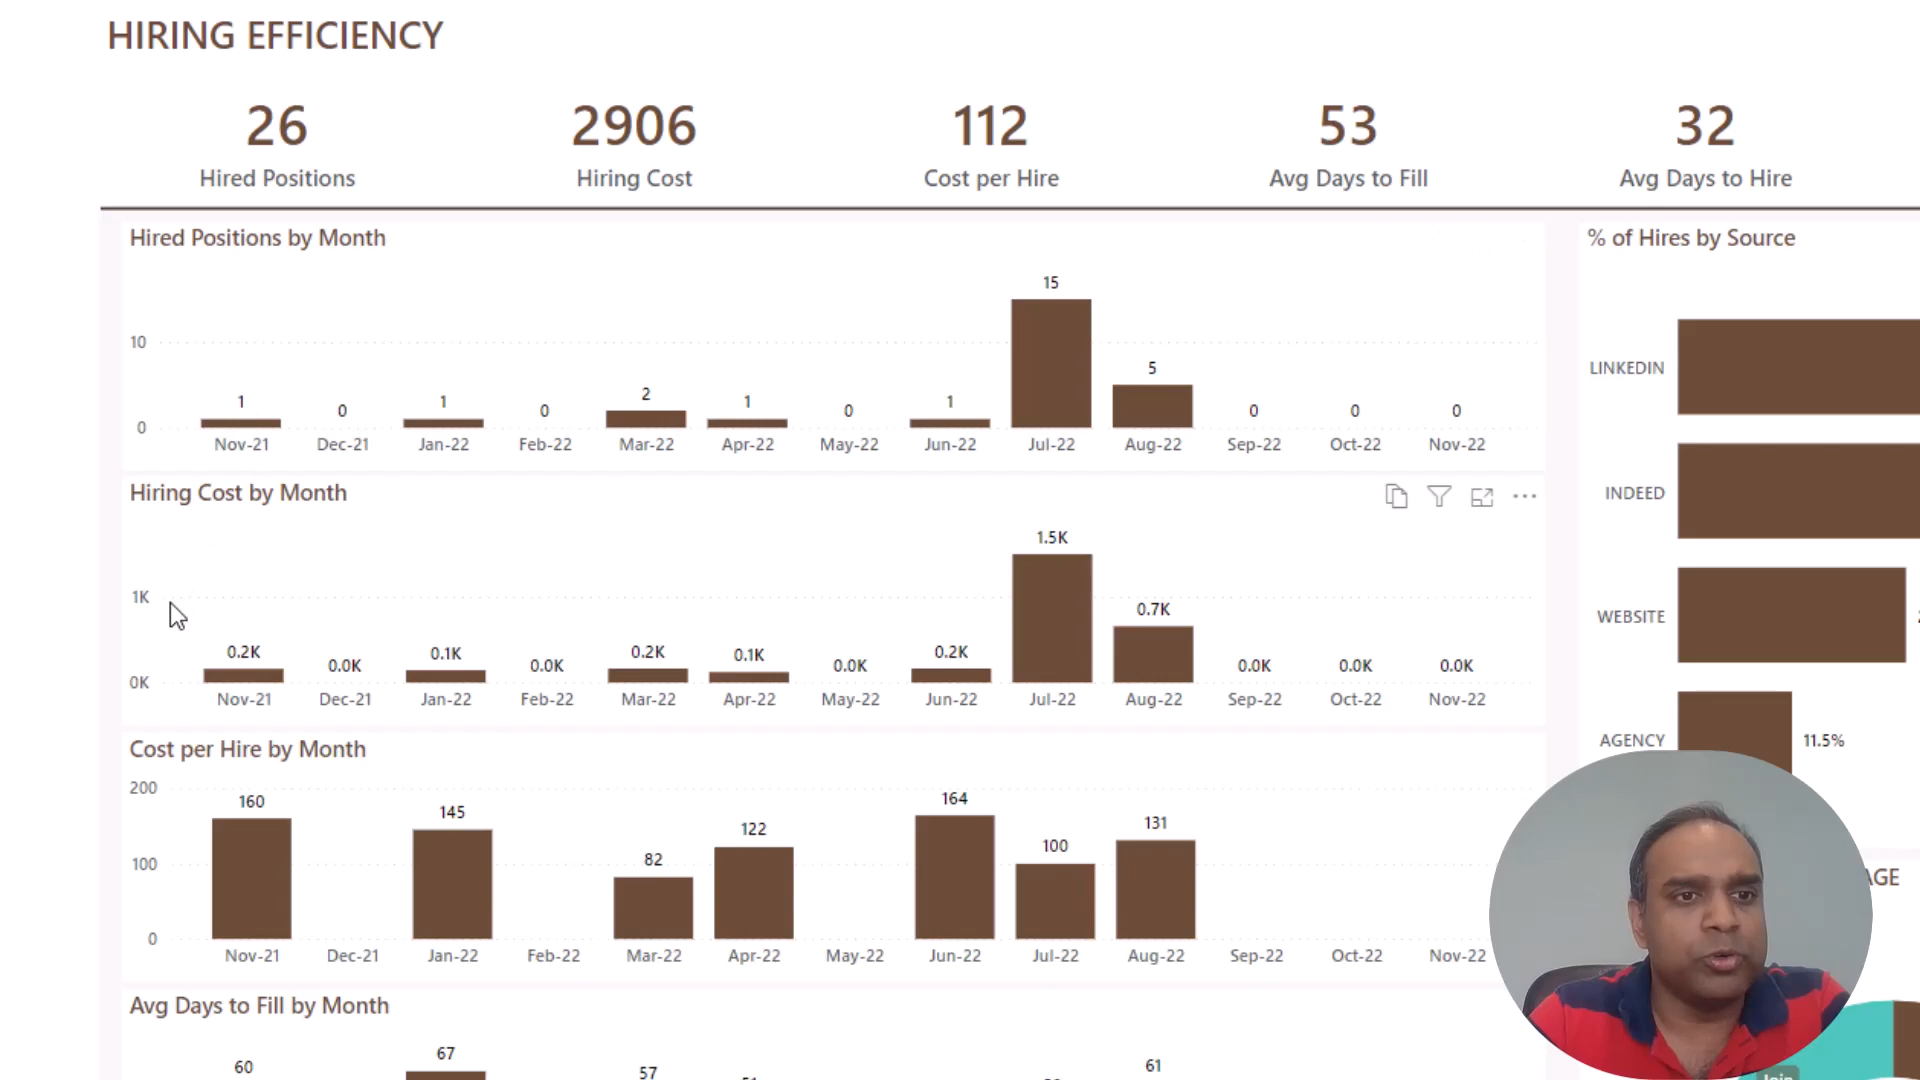 HIRING EFFICIENCY
26 2906 112 53 32
Hired Positions Hiring Cost Cost per Hire Avg Days to Fill Avg Days to Hire
Hired Positions by Month
15
10
5
1 0 1 0 2 1 0 1 0 0 0
0
Nov-21 Dec-21 Jan-22 Feb-22 Mar-22 Apr-22 May-22 Jun-22 Jul-22 Aug-22 Sep-22 Oct-22 Nov-22
Hiring Cost by Month
1.5K
1K
0.7K
0.2K 0.0K 0.1K 0.0K 0.2K 0.1K 0.0K 0.2K 0.0K 0.0K 0.0K
0K
Nov-21 Dec-21 Jan-22 Feb-22 Mar-22 Apr-22 May-22 Jun-22 Jul-22 Aug-22 Sep-22 Oct-22 Nov-22
Cost per Hire by Month
200
160 145 82 122 164 100 131
100
0
Nov-21 Dec-21 Jan-22 Feb-22 Mar-22 Apr-22 May-22 Jun-22 Jul-22 Aug-22 Sep-22 Oct-22 Nov-22
Avg Days to Fill by Month
60 67 57 61
% of Hires by Source
LINKEDIN
INDEED
WEBSITE
AGENCY 11.5%